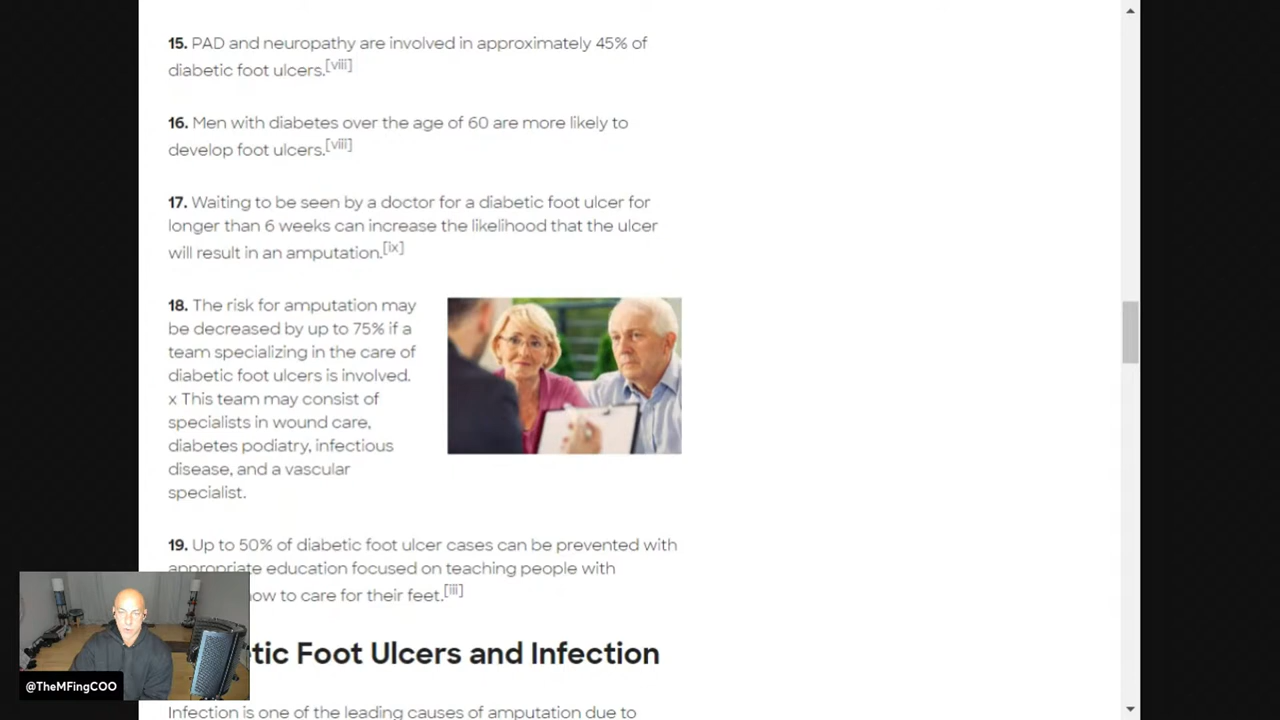 15. PAD and neuropathy are involved in approximately 45% of
diabetic foot ulcers.[viii]
16. Men with diabetes over the age of 60 are more likely to
develop foot ulcers.[viii]
17. Waiting to be seen by a doctor for a diabetic foot ulcer for
longer than 6 weeks can increase the likelihood that the ulcer
will result in an amputation.[ix]
18. The risk for amputation may
be decreased by up to 75% if a
team specializing in the care of
diabetic foot ulcers is involved.
x This team may consist of
specialists in wound care,
diabetes podiatry, infectious
disease, and a vascular
specialist.
19. Up to 50% of diabetic foot ulcer cases can be prevented with
appropriate education focused on teaching people with
how to care for their feet.[iii]
tic Foot Ulcers and Infection
@TheMFingCOO
Infection is one of the leading causes of amputation due to